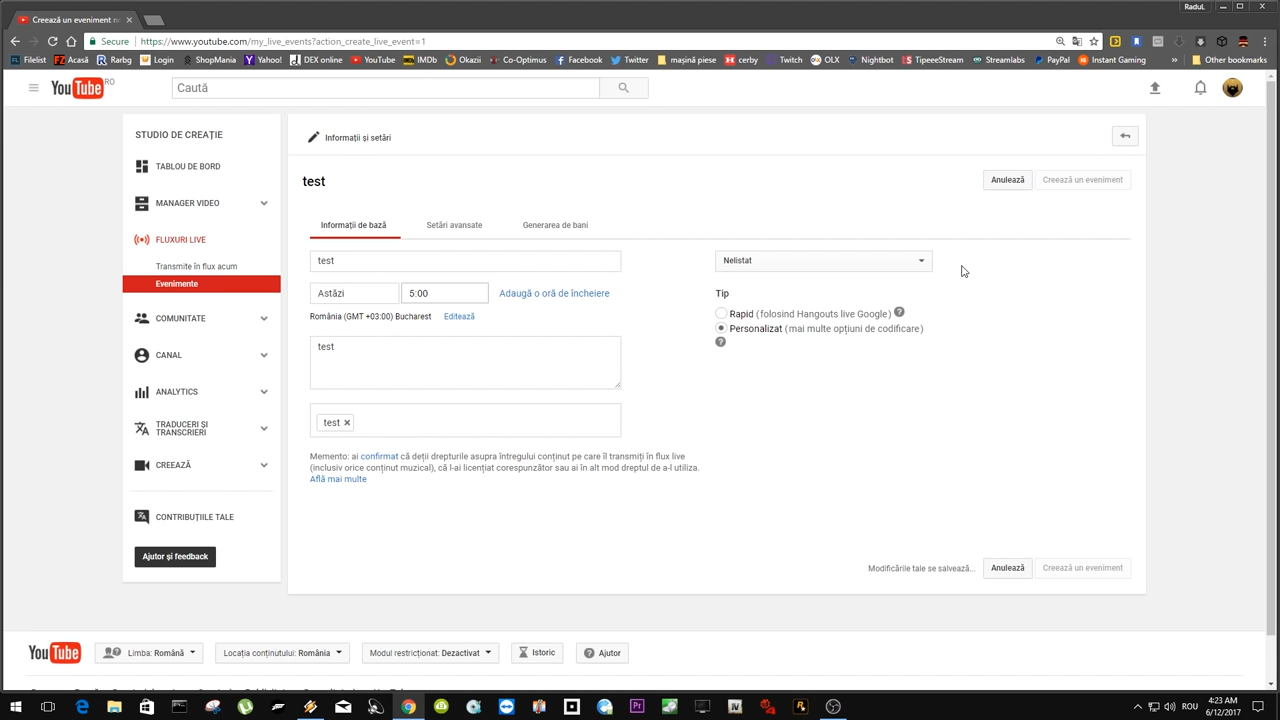 RaduL
Creează un eveniment n
Secure https://www.youtube.com/my_live_events?action_create_live_event=1
Filelist Acasă Rarbg Login ShopMania Yahoo! DEX online YouTube IMDb Okazii Co-Optimus Facebook Twitter mașină piese cerby Twitch OLX Nightbot TipeeeStream Streamlabs PayPal Instant Gaming » Other bookmarks
YouTube RO
Caută
STUDIO DE CREAȚIE
TABLOU DE BORD
MANAGER VIDEO
FLUXURI LIVE
Transmite în flux acum
Evenimente
COMUNITATE
CANAL
ANALYTICS
TRADUCERI ȘI
TRANSCRIERI
CREEAZĂ
CONTRIBUȚIILE TALE
Ajutor și feedback
Informații și setări
test
Anulează Creează un eveniment
Informații de bază Setări avansate Generarea de bani
test
Astăzi 5:00 Adaugă o oră de încheiere
România (GMT +03:00) Bucharest Editează
test
test
Memento: ai confirmat că deții drepturile asupra întregului conținut pe care îl transmiți în flux live
(inclusiv orice conținut muzical), că l-ai licențiat corespunzător sau ai în alt mod dreptul de a-l utiliza.
Află mai multe
Nelistat
Tip
Rapid (folosind Hangouts live Google) ?
Personalizat (mai multe opțiuni de codificare)
?
Modificările tale se salvează... Anulează Creează un eveniment
YouTube Limba: Română Locația conținutului: România Modul restricționat: Dezactivat Istoric Ajutor
ROU 4:23 AM
6/12/2017